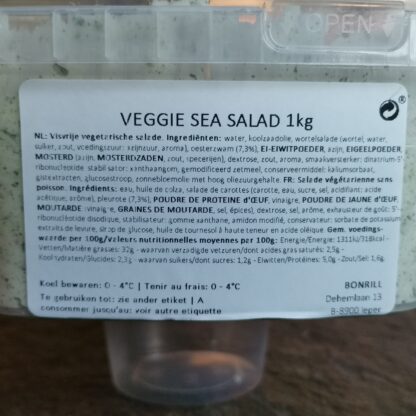 OPEN
VEGGIE SEA SALAD 1kg
NL: Visvrije vegetarische salade. Ingrediënten: water, koolzaadolie, wortelsalade (wortel, water,
suiker, zout, voedingszuur: azijnzuur, aroma), oesterzwam (7,3%), EI-EIWITPOEDER, azijn, EIGEELPOEDER,
MOSTERD (azijn, MOSTERDZADEN, zout, specerijen), dextrose, zout, aroma, smaakversterker: dinatrium-5'-
ribonucleotide, stabilisator: xanthaangom, gemodificeerd zetmeel, conserveermiddel: kaliumsorbaat,
gistextracten, glucosestroop, zonnebloemolie met hoog oliezuurgehalte. FR: Salade végétarienne sans
poisson. Ingrédients: eau, huile de colza, salade de carottes (carotte, eau, sucre, sel, acidifiant: acide
acétique, arôme), pleurote (7,3%), POUDRE DE PROTEINE D'ŒUF, vinaigre, POUDRE DE JAUNE D'ŒUF,
MOUTARDE (vinaigre, GRAINES DE MOUTARDE, sel, épices), dextrose, sel, arôme, exhausteur de goût: 5'-
ribonucléotide disodique, stabilisateur: gomme xanthane, amidon modifié, conservateur: sorbate de potassium,
extraits de levure, sirop de glucose, huile de tournesol à haute teneur en acide oléique Gem. voedings-
waarde per 100g/valeurs nutritionnelles moyennes par 100g: Energie/Energie: 1311kJ/318kcal -
Vetten/Matière grasses: 32g - waarvan verzadigde vetzuren/dont acides gras saturés: 2,5g -
Koolhydraten/Glucides: 2,3g waarvan suikers/dont sucres: 1,2g - Eiwitten/Protéines: 5,0g - Zout/Sel: 1,6g
Koel bewaren: 0 - 4°C | Tenir au frais: 0 - 4°C
BONRILL
Te gebruiken tot: zie ander etiket | A
Dehemlaan 13
consommer jusqu'au: voir autre étiquette
B-8900 Ieper